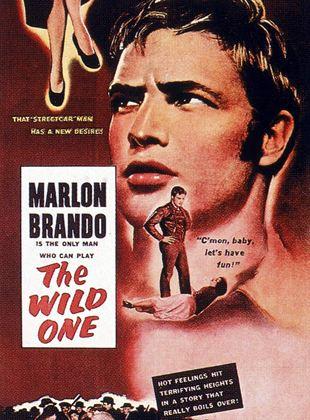 THAT "STREETCAR" MAN
HAS A NEW DESIRE!
MARLON
BRANDO
IS THE ONLY MAN
WHO CAN PLAY
The
WILD
ONE
"C'mon, baby,
let's have
fun!"
HOT FEELINGS HIT
TERRIFYING HEIGHTS
IN A STORY THAT
REALLY BOILS OVER!